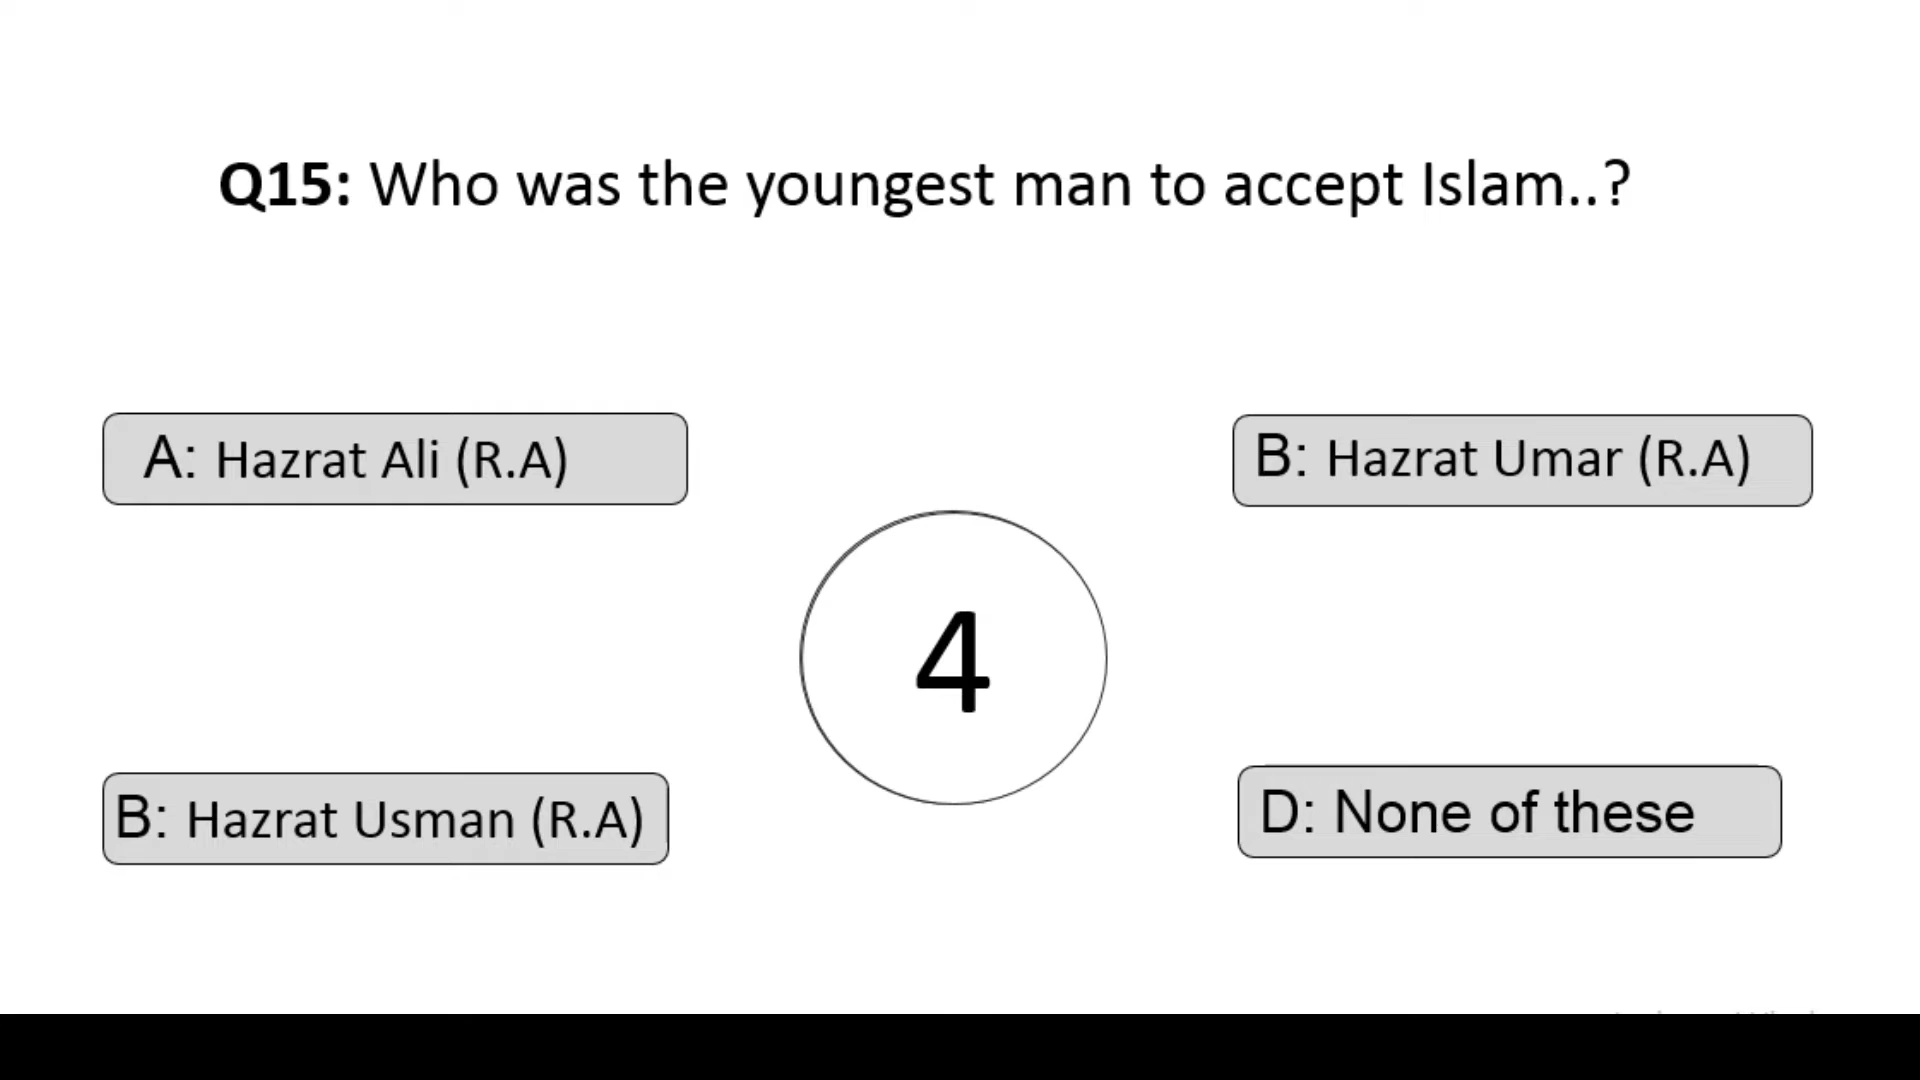 Q15: Who was the youngest man to accept Islam..?
A: Hazrat Ali (R.A)
B: Hazrat Umar (R.A)
4
B: Hazrat Usman (R.A)
D: None of these